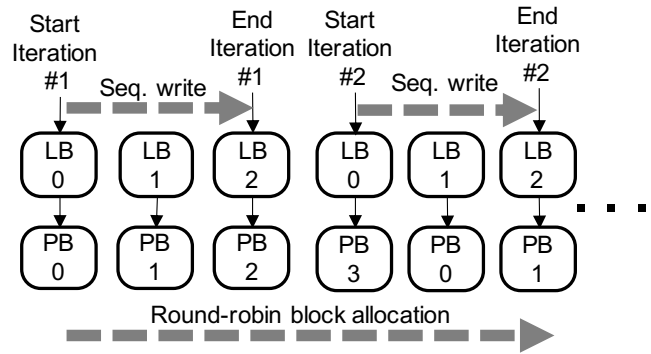 Start
Iteration
#1
End
Iteration
#1
Start
Iteration
#2
End
Iteration
#2
Seq. write
Seq. write
LB
0
LB
1
LB
2
LB
0
LB
1
LB
2
. . .
PB
0
PB
1
PB
2
PB
3
PB
0
PB
1
Round-robin block allocation